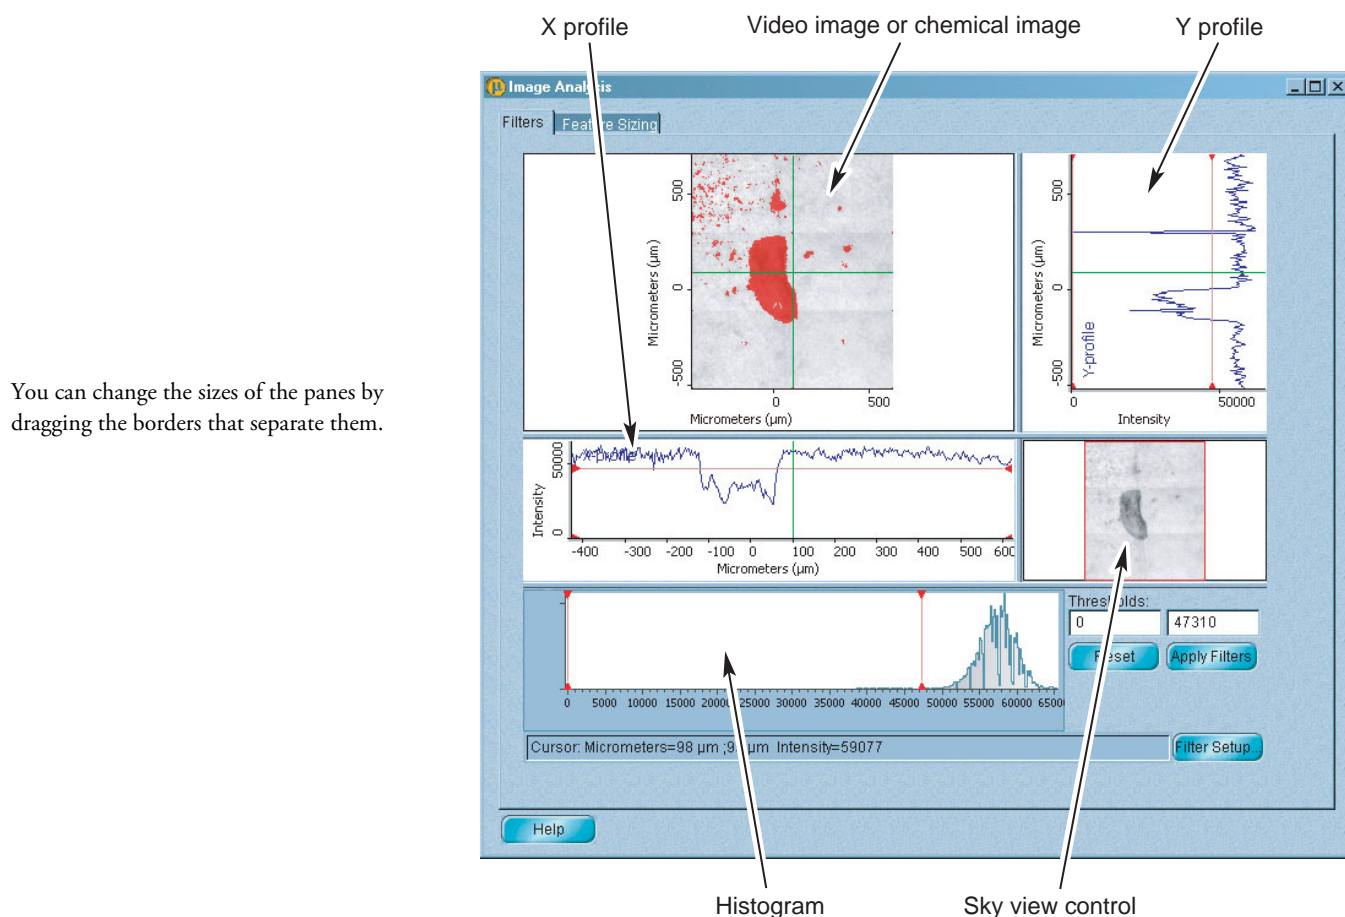 X profile
Video image or chemical image
Y profile
Image Analysis
Filters
Feature Sizing
500
0
-500
Micrometers (µm)
0
500
Micrometers (µm)
500
0
-500
Micrometers (µm)
Y-profile
0
50000
Intensity
You can change the sizes of the panes by
dragging the borders that separate them.
50000
0
Intensity
X-profile
-400 -300 -200 -100 0 100 200 300 400 500 600
Micrometers (µm)
Thresholds:
0
47310
Reset
Apply Filters
0 5000 10000 15000 20000 25000 30000 35000 40000 45000 50000 55000 60000 65000
Cursor: Micrometers=98 µm ;9 µm Intensity=59077
Filter Setup...
Help
Histogram
Sky view control